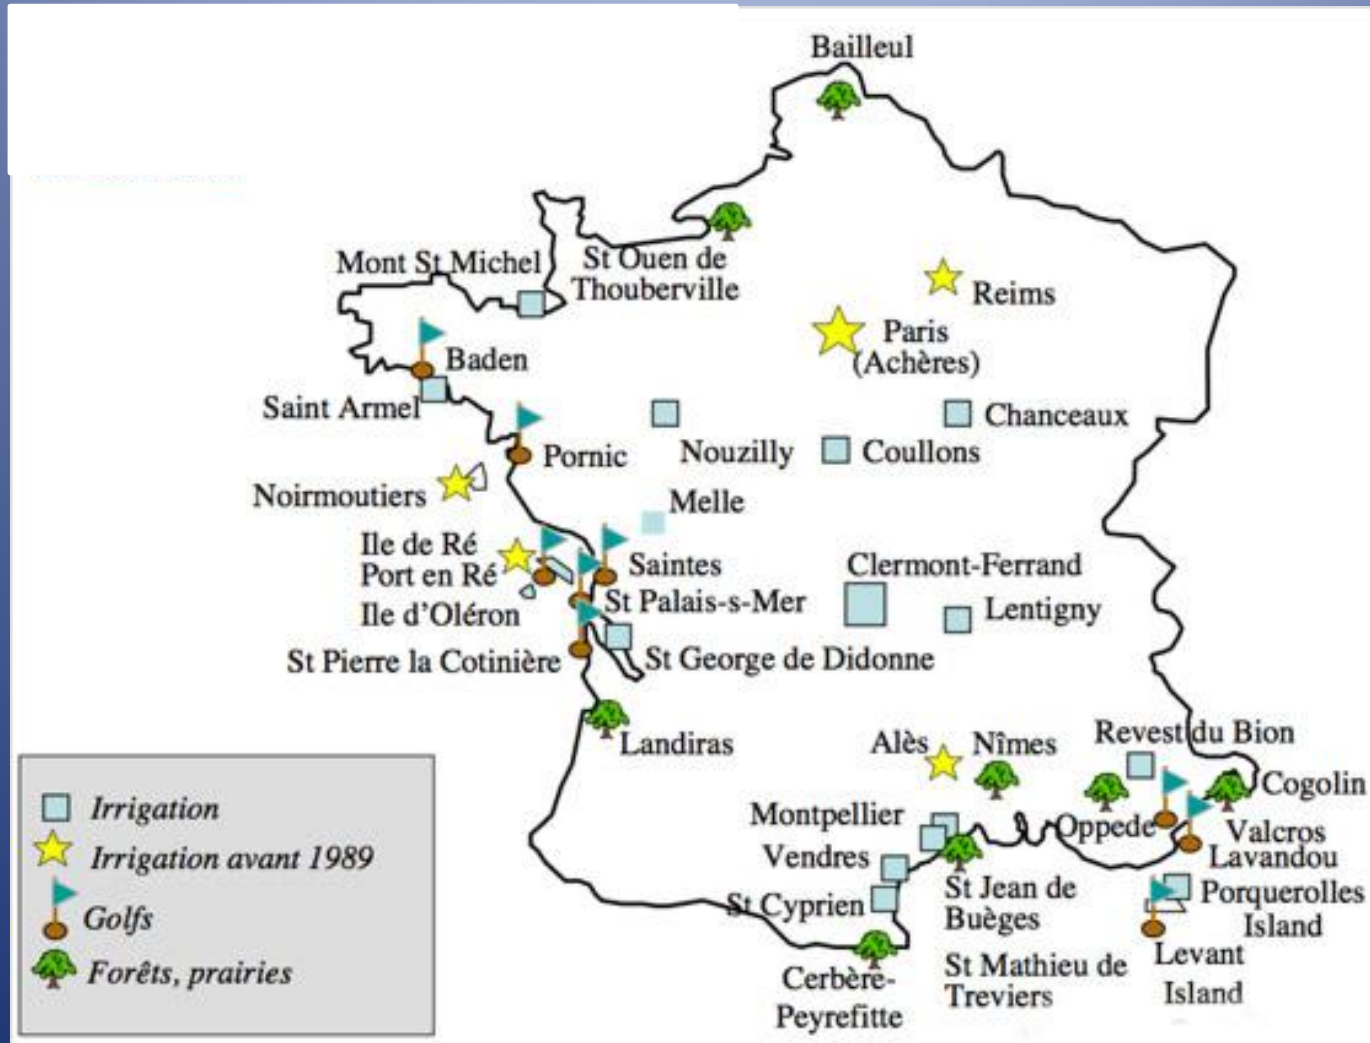 Bailleul
Mont St Michel
St Ouen de
Thouberville
Reims
Paris
(Achères)
Baden
Saint Armel
Chanceaux
Pornic
Nouzilly
Coullons
Noirmoutiers
Melle
Ile de Ré
Port en Ré
Ile d'Oléron
Saintes
St Palais-s-Mer
Clermont-Ferrand
Lentigny
St Pierre la Cotinière
St George de Didonne
Landiras
Alès
Nîmes
Revest du Bion
Cogolin
Montpellier
Oppede
Valcros
Lavandou
Vendres
St Cyprien
St Jean de
Buèges
Porquerolles
Island
Cerbère-
Peyrefitte
St Mathieu de
Treviers
Levant
Island
Irrigation
Irrigation avant 1989
Golfs
Forêts, prairies